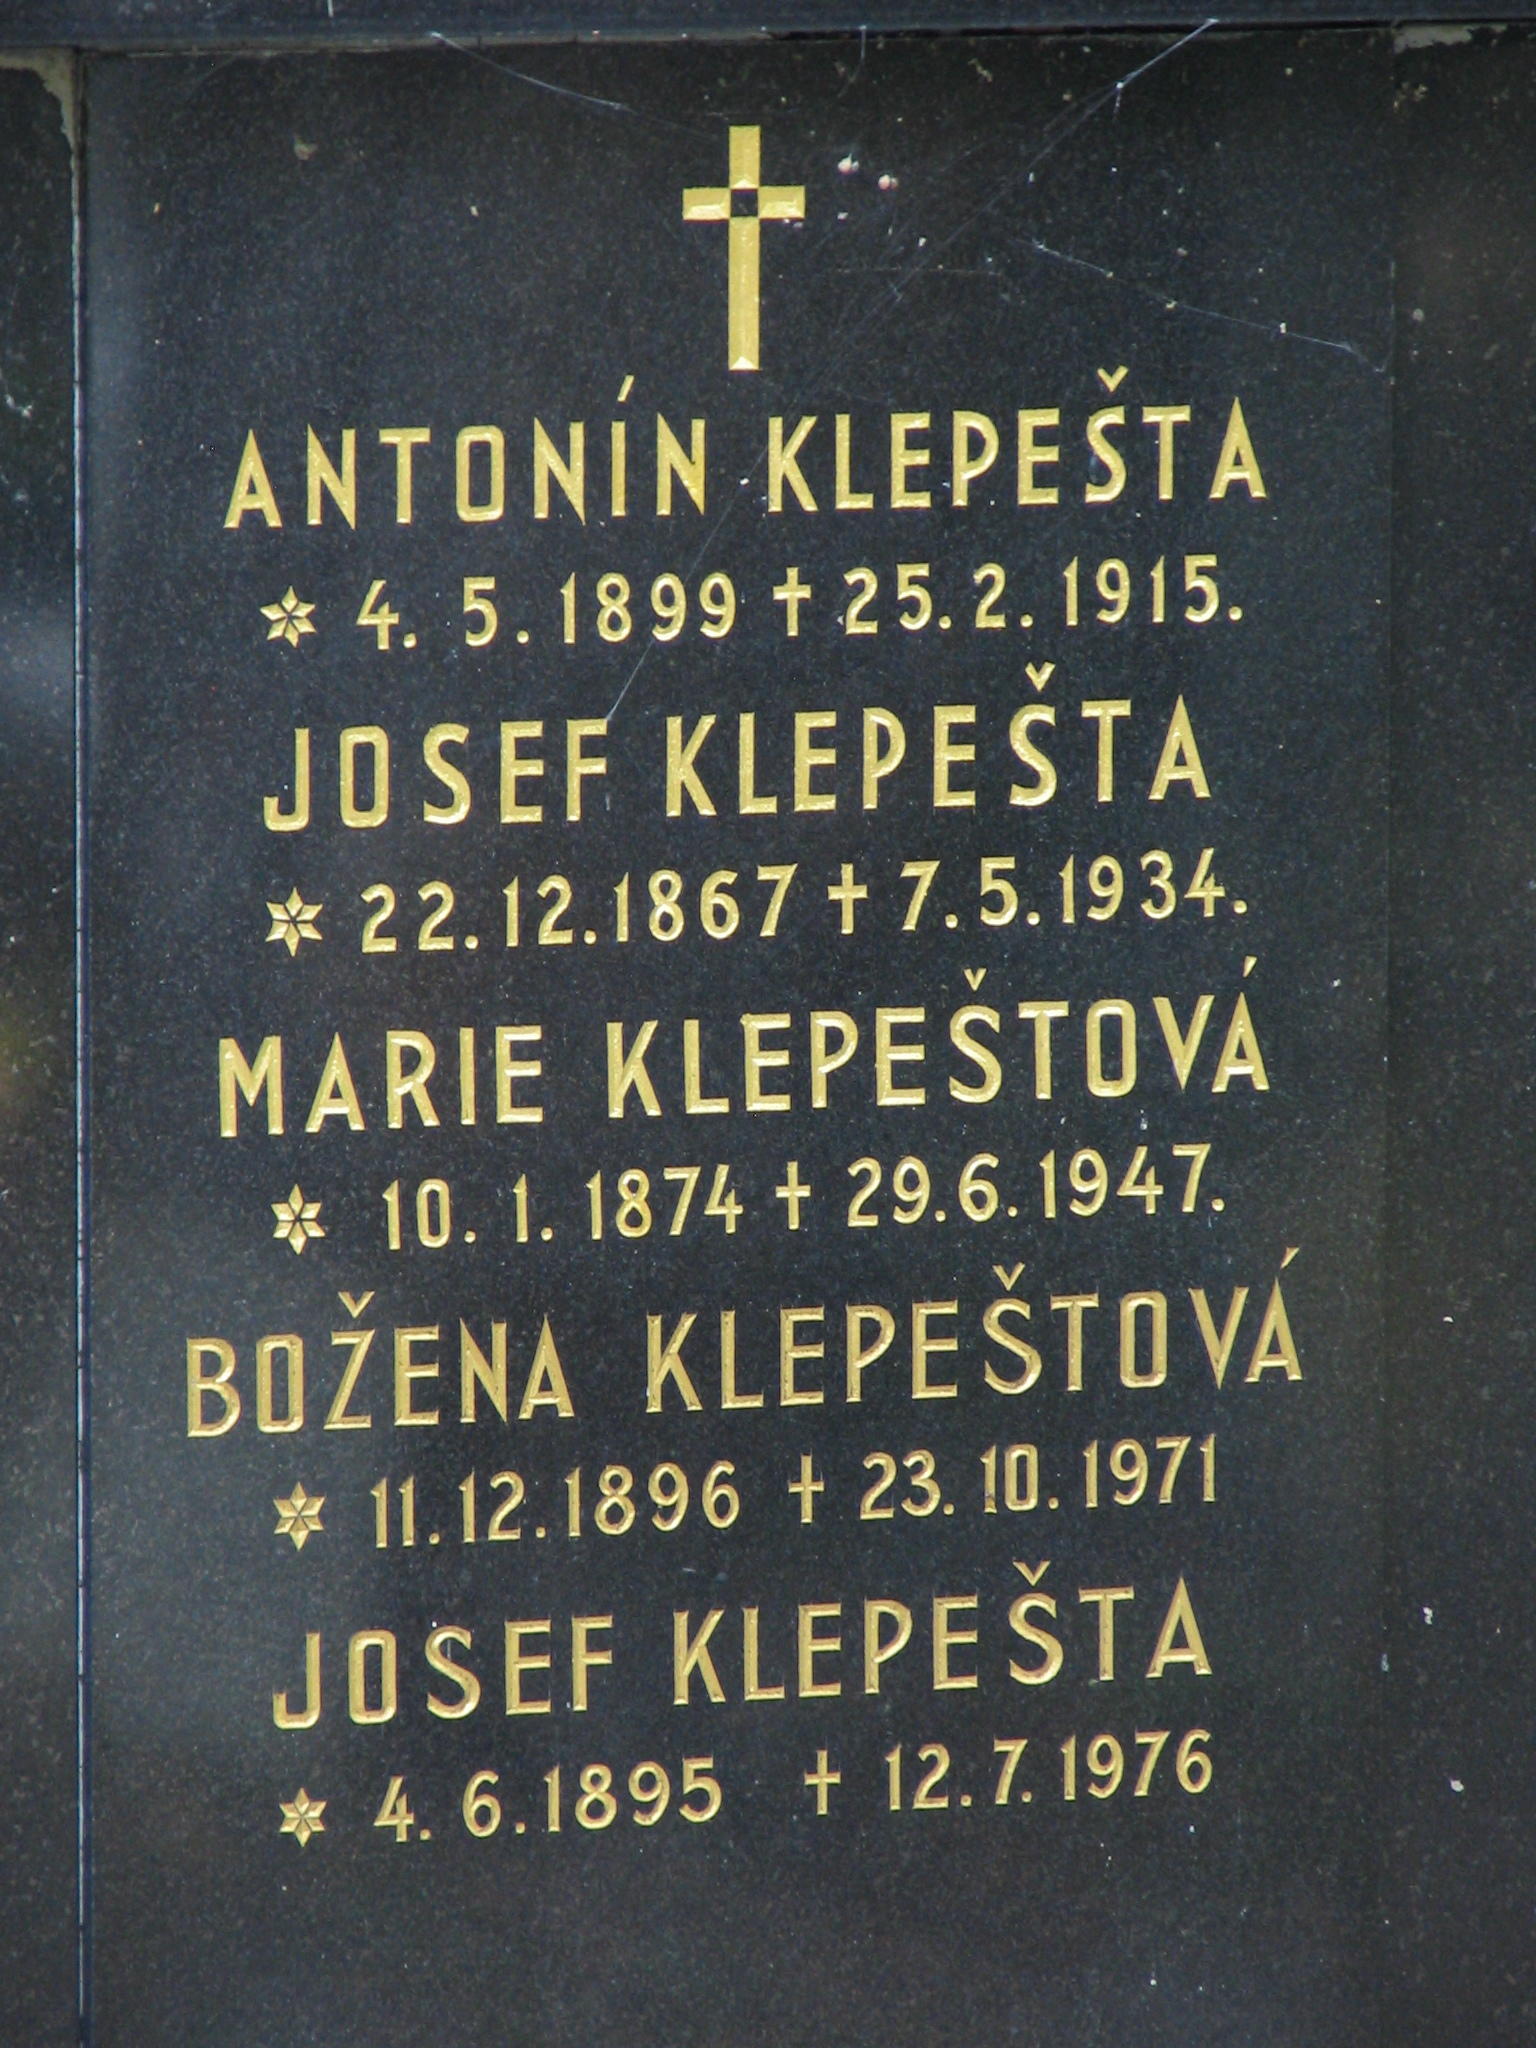 ANTONÍN KLEPEŠTA
* 4. 5. 1899 † 25. 2. 1915.
JOSEF KLEPEŠTA
* 22. 12. 1867 † 7. 5. 1934.
MARIE KLEPEŠTOVÁ
* 10. 1. 1874 † 29. 6. 1947.
BOŽENA KLEPEŠTOVÁ
* 11. 12. 1896 † 23. 10. 1971
JOSEF KLEPEŠTA
* 4. 6. 1895 † 12. 7. 1976